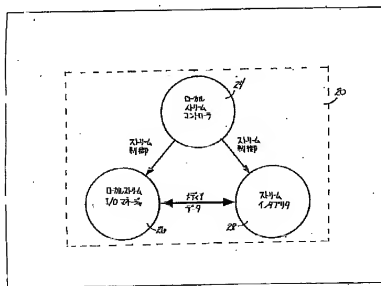 24
20
ローカル
ストリーム
コントローラ
ストリーム
制御
ストリーム
制御
ローカルストリーム
I/O マネージャ
メディア
データ
ストリーム
インタプリタ
26
28